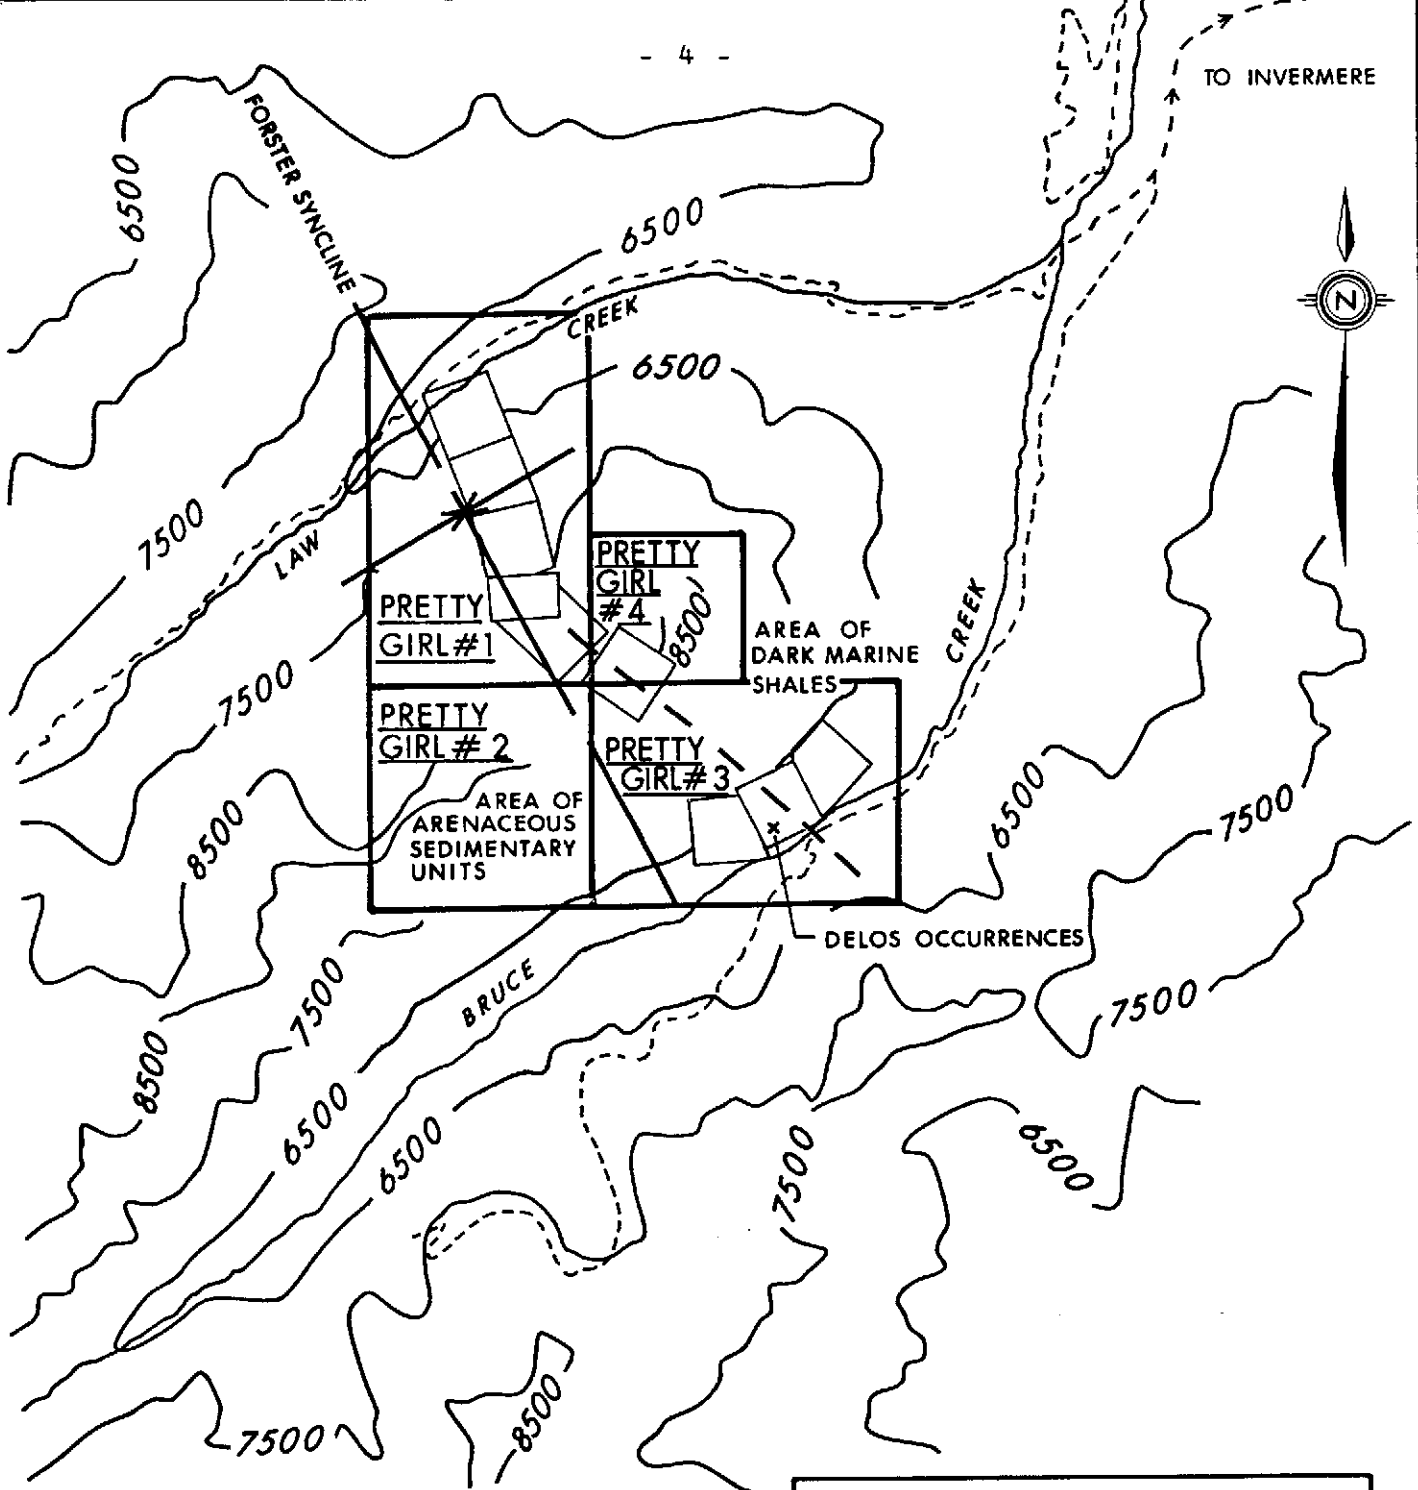 - 4 -
TO INVERMERE
FORSTER SYNCLINE
6500
6500
N
CREEK
6500
7500
LAW
PRETTY
GIRL
#4
8500'
PRETTY
GIRL#1
AREA OF
DARK MARINE
SHALES
CREEK
7500
PRETTY
GIRL# 2
PRETTY
GIRL#3
AREA OF
ARENACEOUS
SEDIMENTARY
UNITS
8500
6500
7500
DELOS OCCURRENCES
BRUCE
7500
7500
8500
6500
6500
7500
6500
7500
8500